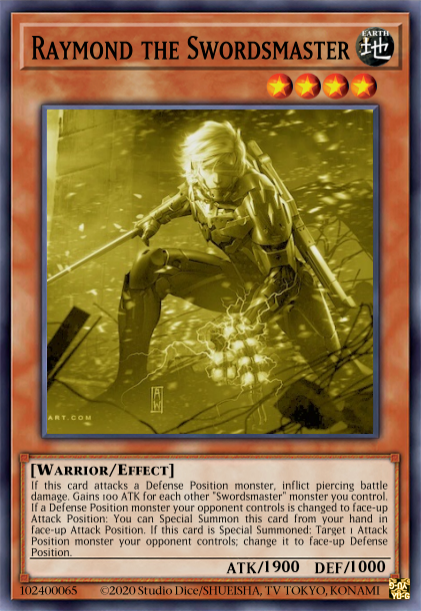 RAYMOND THE SWORDSMASTER
EARTH
地
ART.COM
AW
[WARRIOR/EFFECT]
If this card attacks a Defense Position monster, inflict piercing battle
damage. Gains 100 ATK for each other "Swordsmaster" monster you control.
If a Defense Position monster your opponent controls is changed to face-up
Attack Position: You can Special Summon this card from your hand in
face-up Attack Position. If this card is Special Summoned: Target 1 Attack
Position monster your opponent controls; change it to face-up Defense
Position.
ATK/1900 DEF/1000
102400065 ©2020 Studio Dice/SHUEISHA, TV TOKYO, KONAMI